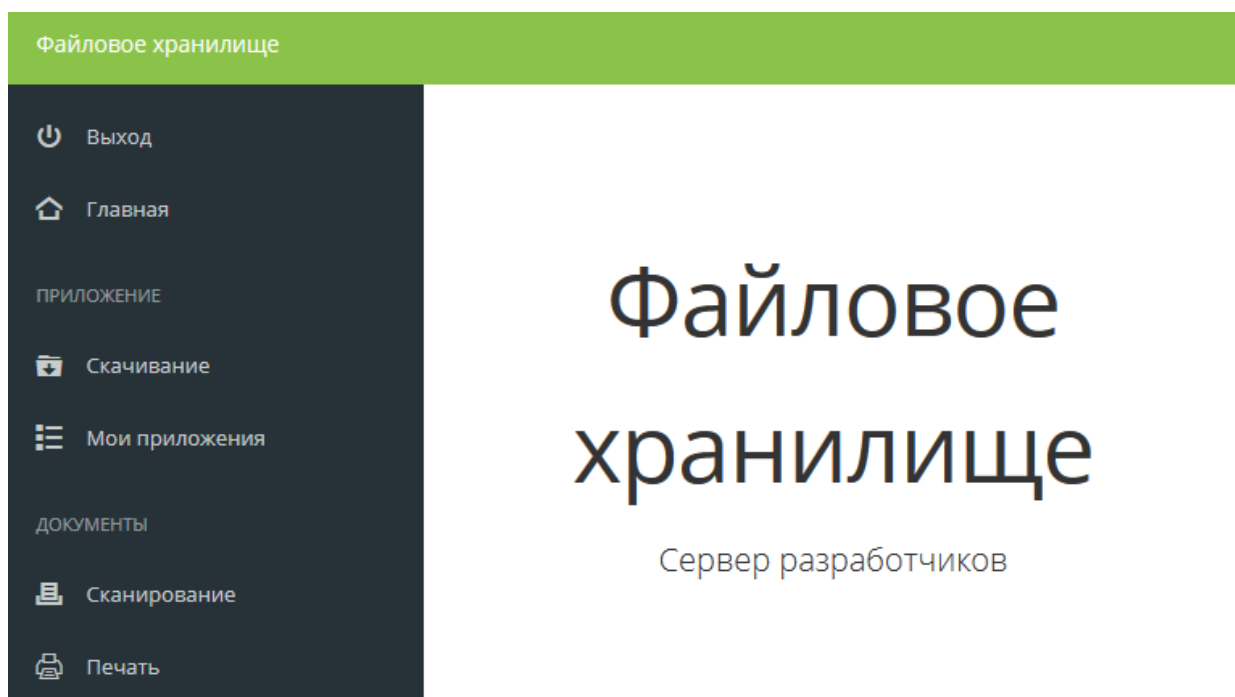 Файловое хранилище
Выход
Главная
ПРИЛОЖЕНИЕ
Скачивание
Мои приложения
ДОКУМЕНТЫ
Сканирование
Печать
Файловое
хранилище
Сервер разработчиков